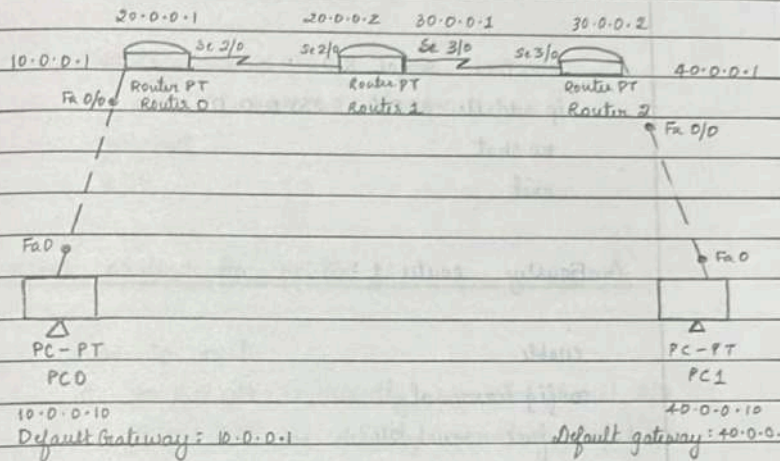 20.0.0.1 20.0.0.2 30.0.0.1 30.0.0.2
10.0.0.1 Se 2/0 Se 2/0 Se 3/0 Se 3/0 40.0.0.1
Router PT Router PT Router PT
Fa 0/0 Router 0 Router 1 Router 2
Fa 0/0
Fa0 Fa0
PC-PT PC-PT
PC0 PC1
10.0.0.10 40.0.0.10
Default Gateway: 10.0.0.1 Default gateway: 40.0.0.